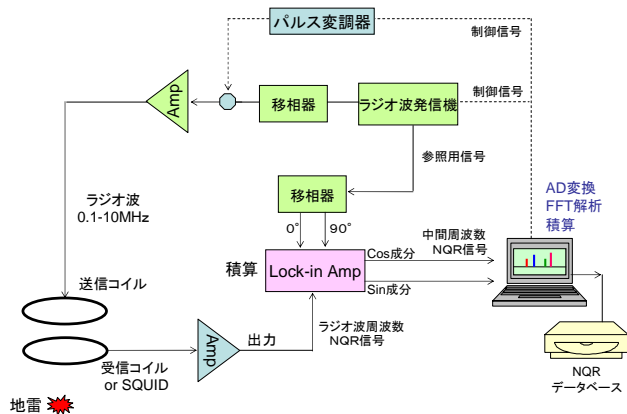 パルス変調器
制御信号
Amp
移相器
ラジオ波発信機
制御信号
参照用信号
ラジオ波
0.1-10MHz
移相器
0°
90°
AD変換
FFT解析
積算
積算
Lock-in Amp
Cos成分
中間周波数
NQR信号
Sin成分
送信コイル
Amp
出力
ラジオ波周波数
NQR信号
受信コイル
or SQUID
地雷
NQR
データベース